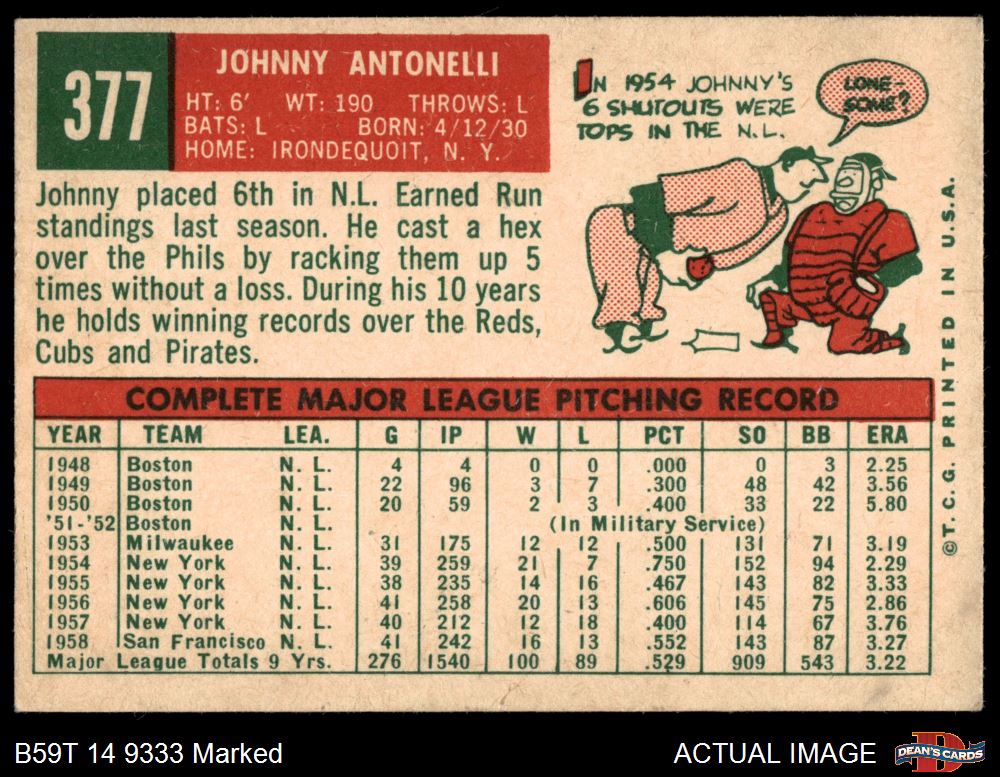 377
JOHNNY ANTONELLI
HT: 6' WT: 190 THROWS: L
BATS: L BORN: 4/12/30
HOME: IRONDEQUOIT, N. Y.
IN 1954 JOHNNY'S
6 SHUTOUTS WERE
TOPS IN THE N.L.
LONE
SOME?
Johnny placed 6th in N.L. Earned Run
standings last season. He cast a hex
over the Phils by racking them up 5
times without a loss. During his 10 years
he holds winning records over the Reds,
Cubs and Pirates.
COMPLETE MAJOR LEAGUE PITCHING RECORD
YEAR TEAM LEA. G IP W L PCT SO BB ERA
1948 Boston N. L. 4 4 0 0 .000 0 3 2.25
1949 Boston N. L. 22 96 3 7 .300 48 42 3.56
1950 Boston N. L. 20 59 2 3 .400 33 22 5.80
'51-'52 Boston N. L. (In Military Service)
1953 Milwaukee N. L. 31 175 12 12 .500 131 71 3.19
1954 New York N. L. 39 259 21 7 .750 152 94 2.29
1955 New York N. L. 38 235 14 16 .467 143 82 3.33
1956 New York N. L. 41 258 20 13 .606 145 75 2.86
1957 New York N. L. 40 212 12 18 .400 114 67 3.76
1958 San Francisco N. L. 41 242 16 13 .552 143 87 3.27
Major League Totals 9 Yrs. 276 1540 100 89 .529 909 543 3.22
©T. C. G. PRINTED IN U.S.A.
B59T 14 9333 Marked
ACTUAL IMAGE
DEAN'S CARDS